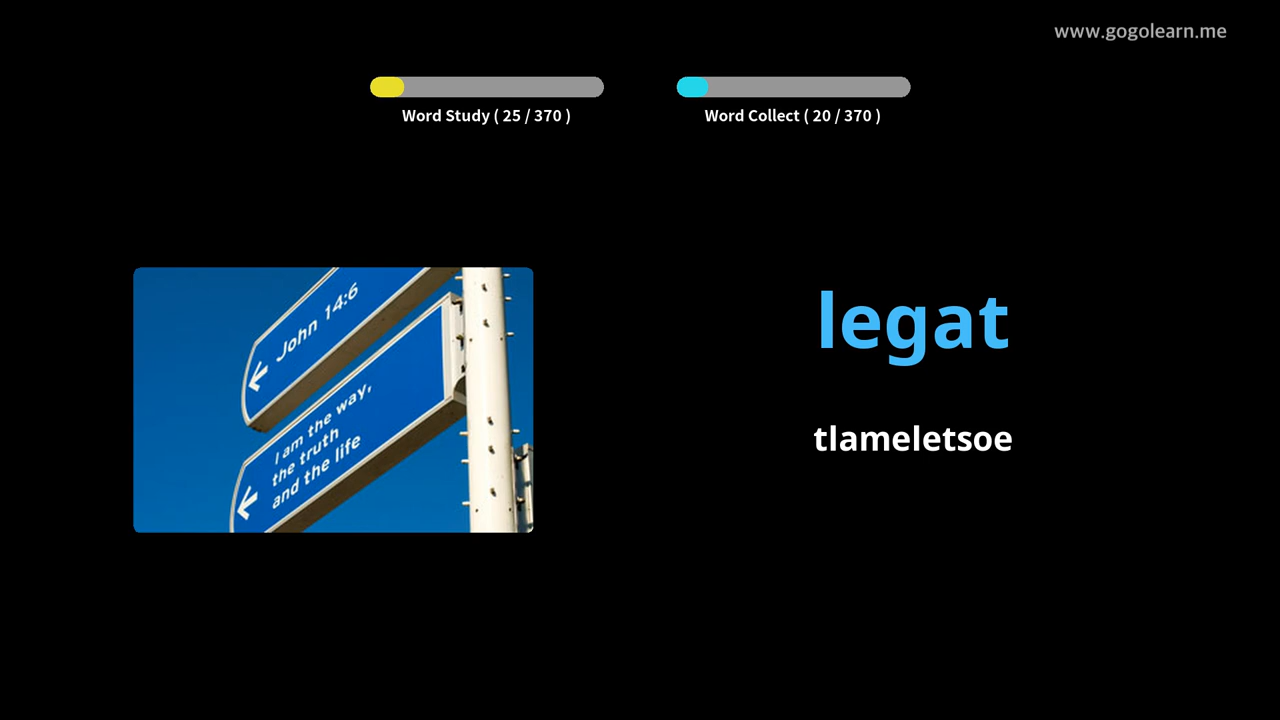 www.gogolearn.me
Word Study ( 25 / 370 )
Word Collect ( 20 / 370 )
John 14:6
I am the way,
the truth
and the life
legat
tlameletsoe